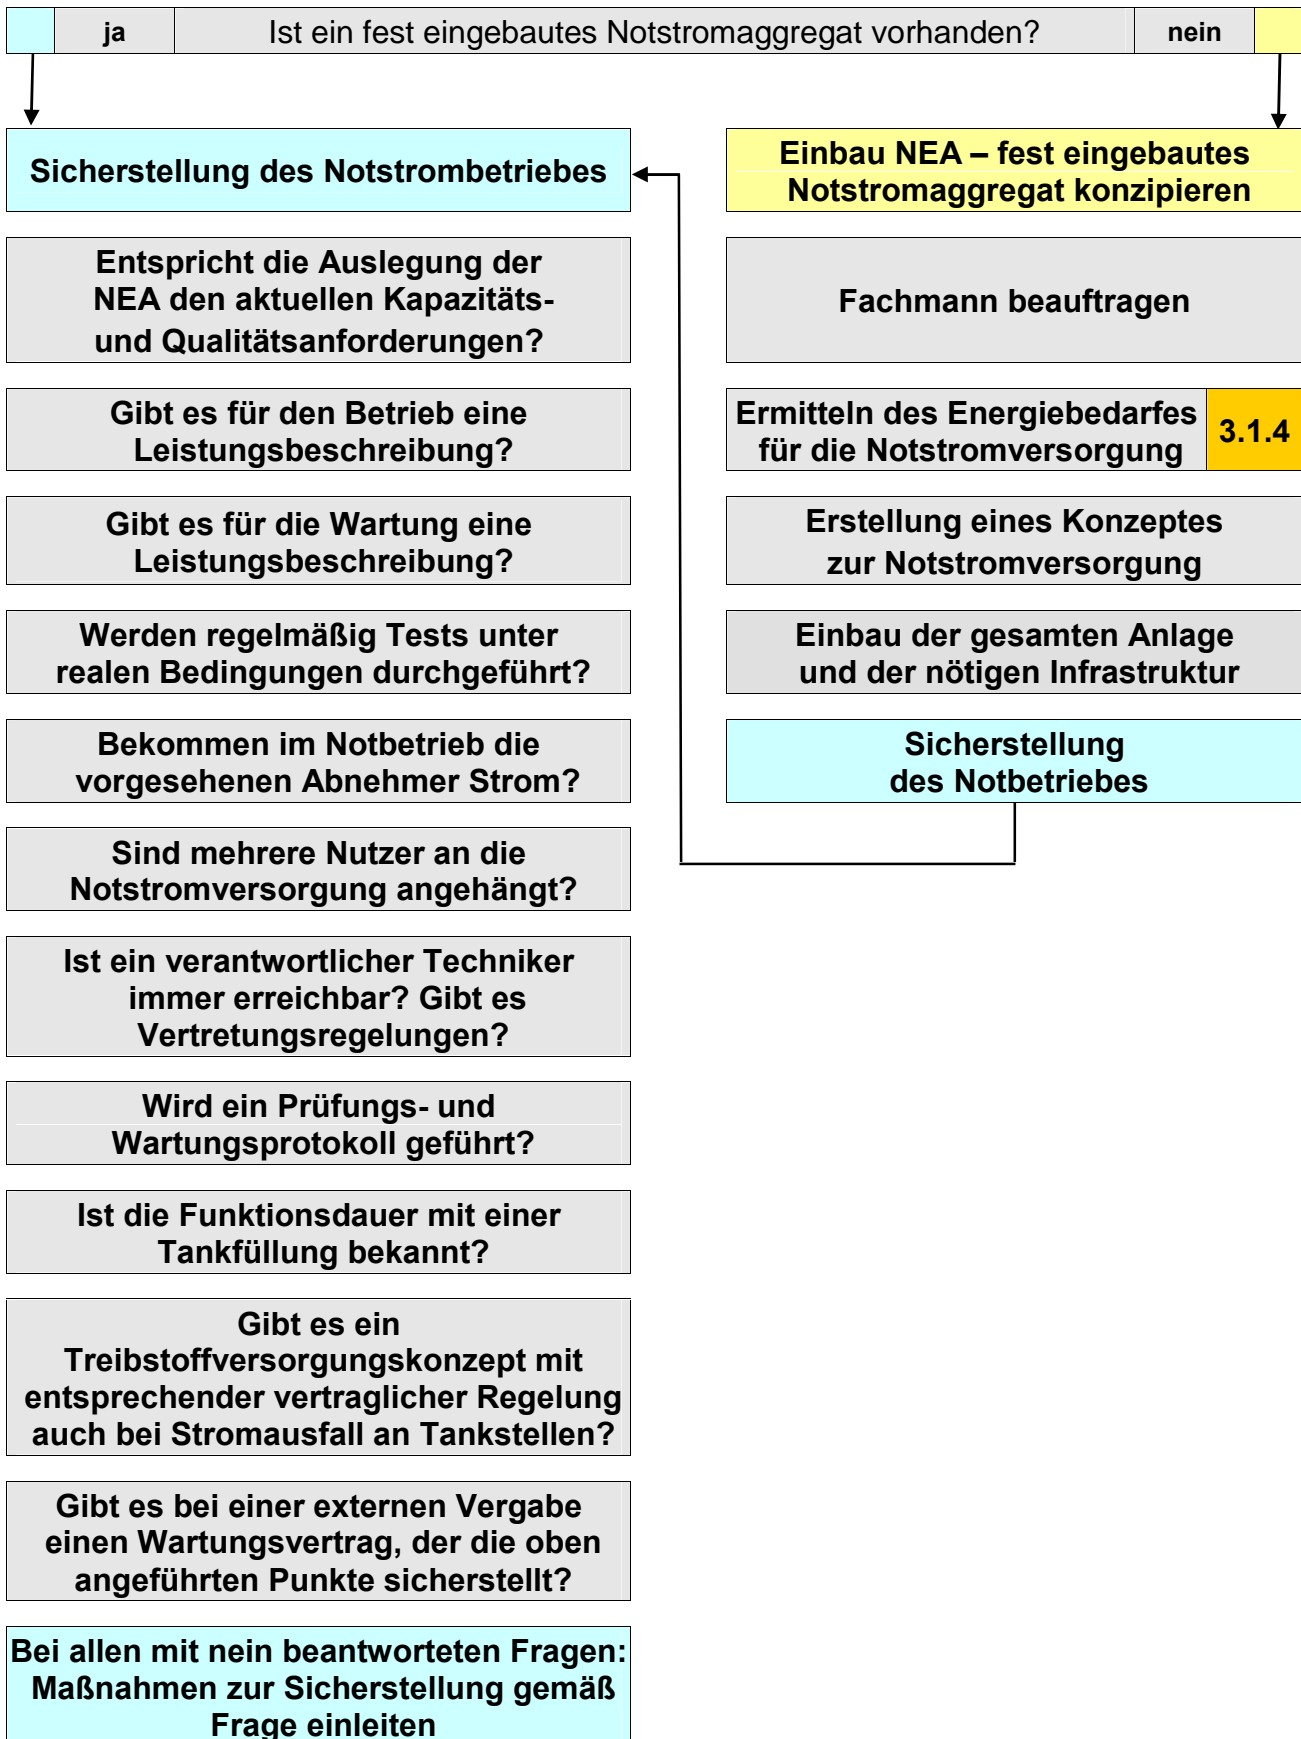 ja
Ist ein fest eingebautes Notstromaggregat vorhanden?
nein
Sicherstellung des Notstrombetriebes
Entspricht die Auslegung der
NEA den aktuellen Kapazitäts-
und Qualitätsanforderungen?
Gibt es für den Betrieb eine
Leistungsbeschreibung?
Gibt es für die Wartung eine
Leistungsbeschreibung?
Werden regelmäßig Tests unter
realen Bedingungen durchgeführt?
Bekommen im Notbetrieb die
vorgesehenen Abnehmer Strom?
Sind mehrere Nutzer an die
Notstromversorgung angehängt?
Ist ein verantwortlicher Techniker
immer erreichbar? Gibt es
Vertretungsregelungen?
Wird ein Prüfungs- und
Wartungsprotokoll geführt?
Ist die Funktionsdauer mit einer
Tankfüllung bekannt?
Gibt es ein
Treibstoffversorgungskonzept mit
entsprechender vertraglicher Regelung
auch bei Stromausfall an Tankstellen?
Gibt es bei einer externen Vergabe
einen Wartungsvertrag, der die oben
angeführten Punkte sicherstellt?
Bei allen mit nein beantworteten Fragen:
Maßnahmen zur Sicherstellung gemäß
Frage einleiten
Einbau NEA – fest eingebautes
Notstromaggregat konzipieren
Fachmann beauftragen
Ermitteln des Energiebedarfes
für die Notstromversorgung
3.1.4
Erstellung eines Konzeptes
zur Notstromversorgung
Einbau der gesamten Anlage
und der nötigen Infrastruktur
Sicherstellung
des Notbetriebes